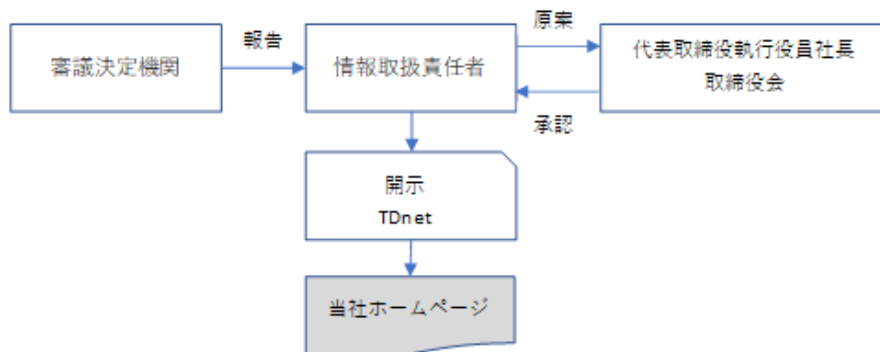 審議決定機関
報告
情報取扱責任者
原案
代表取締役執行役員社長
取締役会
承認
開示
TDnet
当社ホームページ